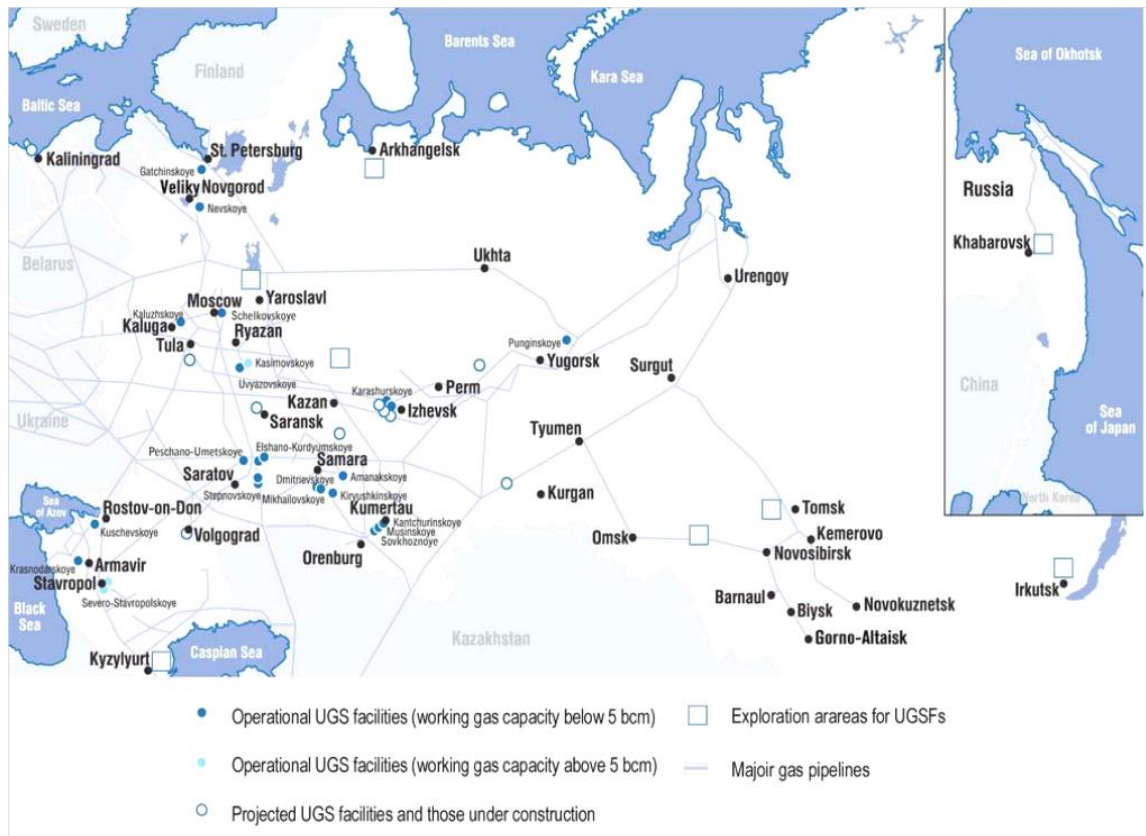 Sweden
Finland
Barents Sea
Kara Sea
Sea of Okhotsk
Baltic Sea
Kaliningrad
St. Petersburg
Gatchinskoye
Arkhangelsk
Veliky Novgorod
Nevskoye
Russia
Khabarovsk
Belarus
Ukhta
Urengoy
Moscow
Yaroslavl
Kaluzhskoye
Schelkovskoye
Kaluga
Ryazan
Tula
Kasimovskoye
Uvyazovskoye
Punginskoye
Yugorsk
Surgut
China
Karashurskoye
Perm
Kazan
Izhevsk
Saransk
Ukraine
Tyumen
Sea
of Japan
Peschano-Umetskoye
Elshano-Kordyumskoye
Samara
Saratov
Dmitrievskoye
Amanakskoye
Stepnovskoye
Mikhailovskoye
Kiryushkinskoye
Kurgan
North Korea
Sea
of Azov
Rostov-on-Don
Kuschevskoye
Volgograd
Kumertau
Kantchurinskoye
Musinskoye
Sovkhoznoye
Orenburg
Omsk
Tomsk
Kemerovo
Novosibirsk
Krasnodarskoye
Armavir
Stavropol
Severo-Stavropolskoye
Barnaul
Biysk
Novokuznetsk
Gorno-Altaisk
Irkutsk
Black
Sea
Kazakhstan
Kyzylyurt
Caspian Sea
Operational UGS facilities (working gas capacity below 5 bcm)
Exploration arareas for UGSFs
Operational UGS facilities (working gas capacity above 5 bcm)
Majoir gas pipelines
Projected UGS facilities and those under construction